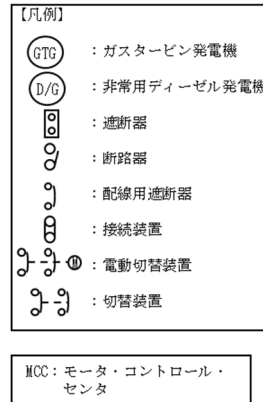 【凡例】
GTG ：ガスタービン発電機
D/G ：非常用ディーゼル発電機
：遮断器
：断路器
：配線用遮断器
：接続装置
M ：電動切替装置
：切替装置
MCC：モータ・コントロール・
センタ